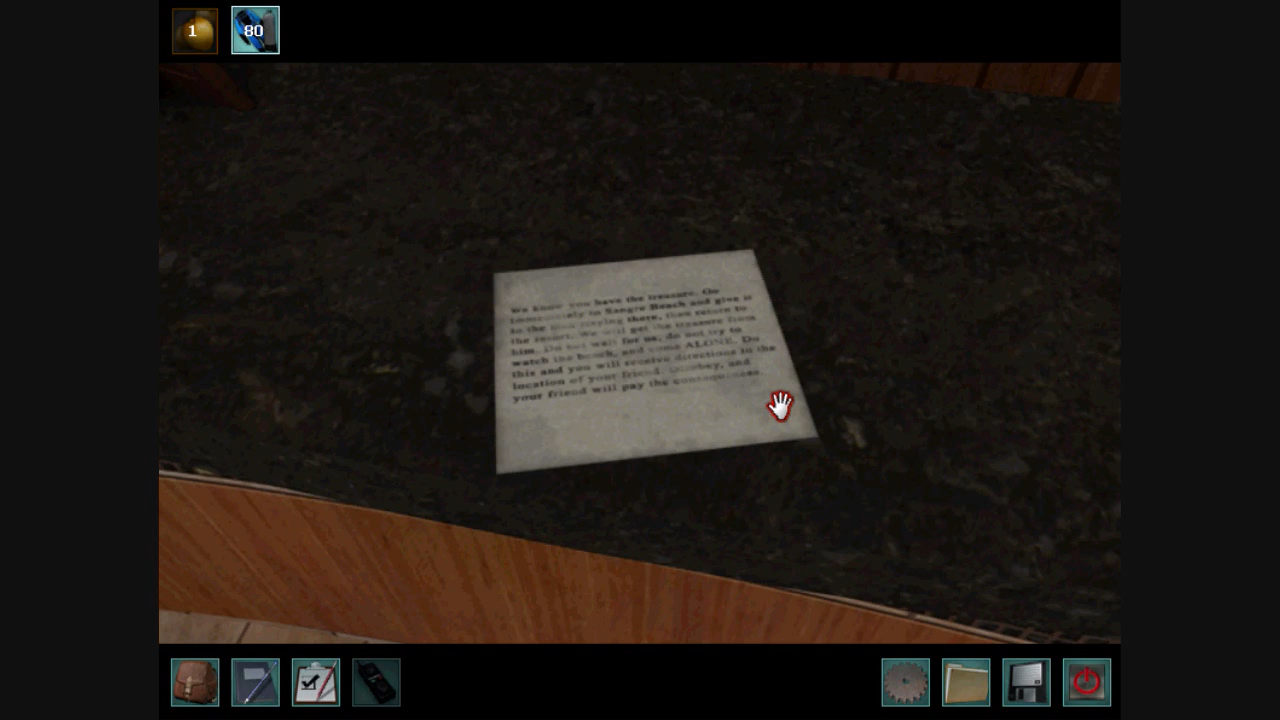 1
80
We know you have the treasure. Go
immediately to Sangre Beach and give it
to the man staying there, then return to
the resort. We will get the treasure from
him. Do not wait for us, do not try to
watch the beach, and come ALONE. Do
this and you will receive directions to the
location of your friend. Disobey, and
your friend will pay the consequences.